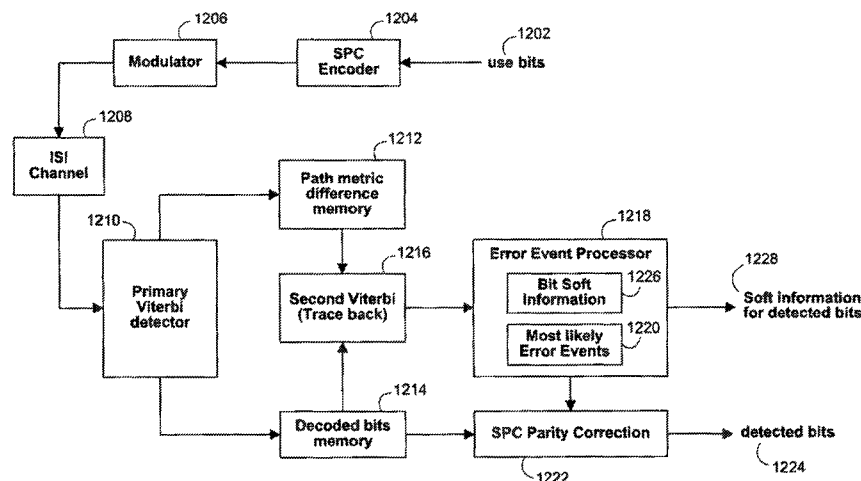 1206
1204
1202
Modulator
SPC
Encoder
use bits
1208
ISI
Channel
1212
Path metric
difference
memory
1210
Primary
Viterbi
detector
1216
Second Viterbi
(Trace back)
1218
Error Event Processor
Bit Soft
Information
1226
Most likely
Error Events
1220
1228
Soft information
for detected bits
1214
Decoded bits
memory
SPC Parity Correction
1222
detected bits
1224